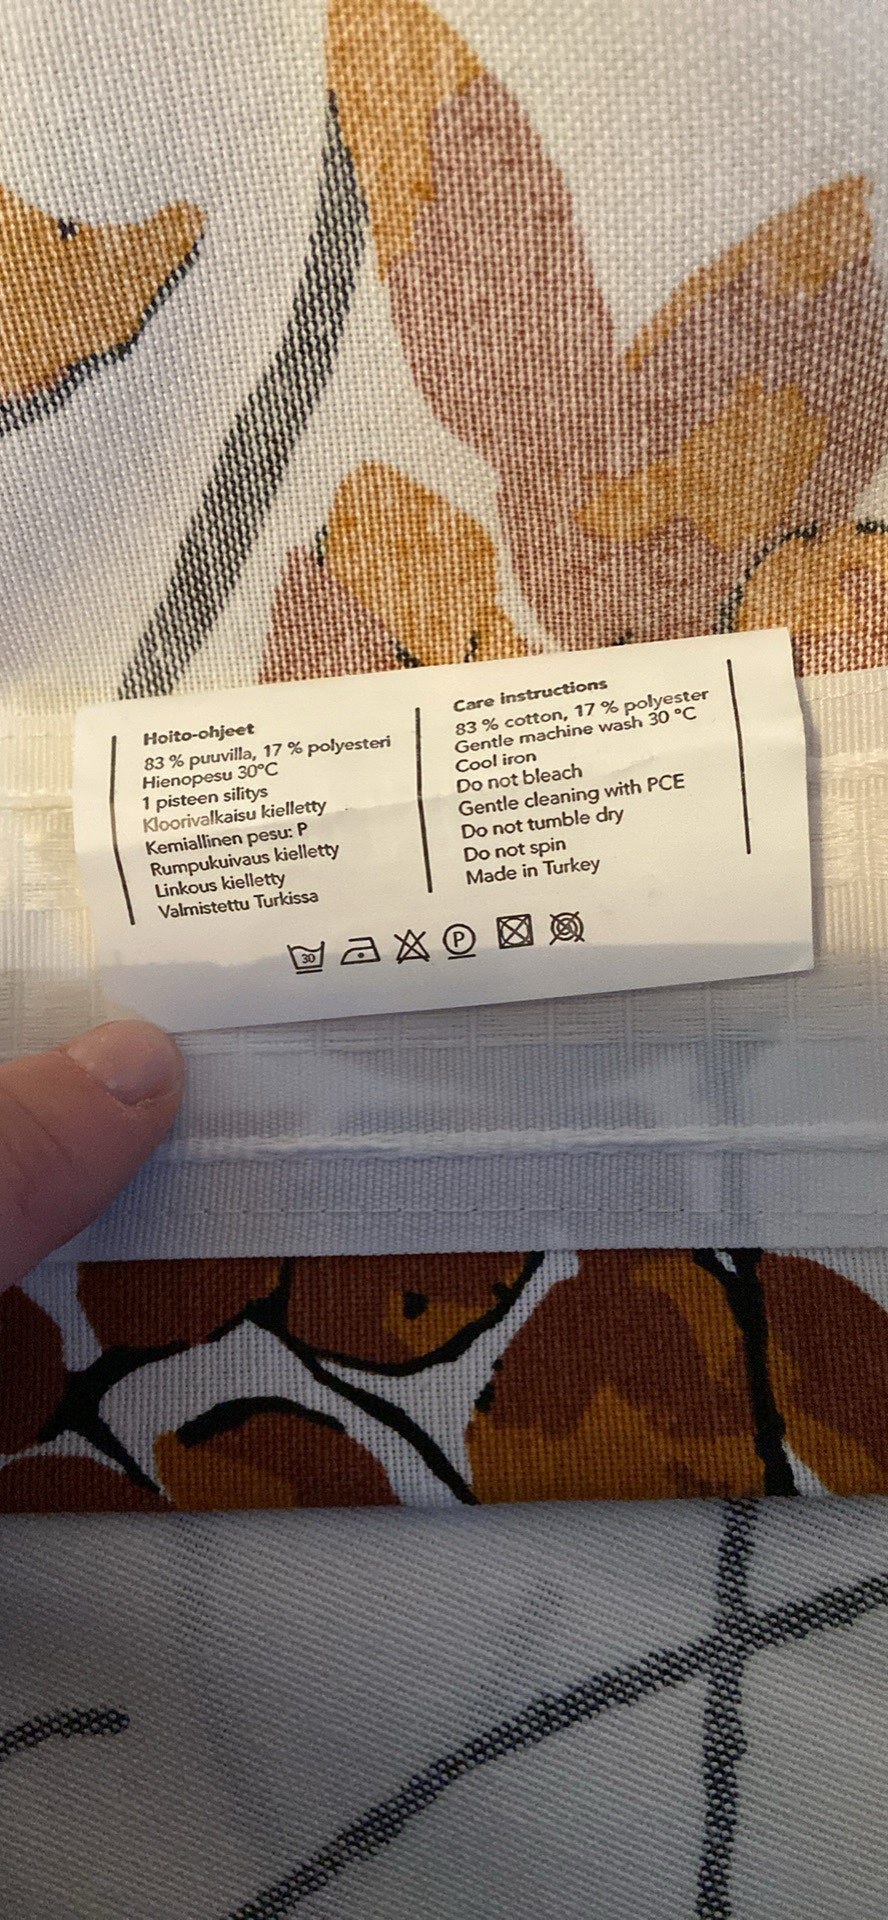 Hoito-ohjeet
83 % puuvilla, 17 % polyesteri
Hienopesu 30°C
1 pisteen silitys
Kloorivalkaisu kielletty
Kemiallinen pesu: P
Rumpukuivaus kielletty
Linkous kielletty
Valmistettu Turkissa
Care instructions
83 % cotton, 17 % polyester
Gentle machine wash 30 °C
Cool iron
Do not bleach
Gentle cleaning with PCE
Do not tumble dry
Do not spin
Made in Turkey
30 P